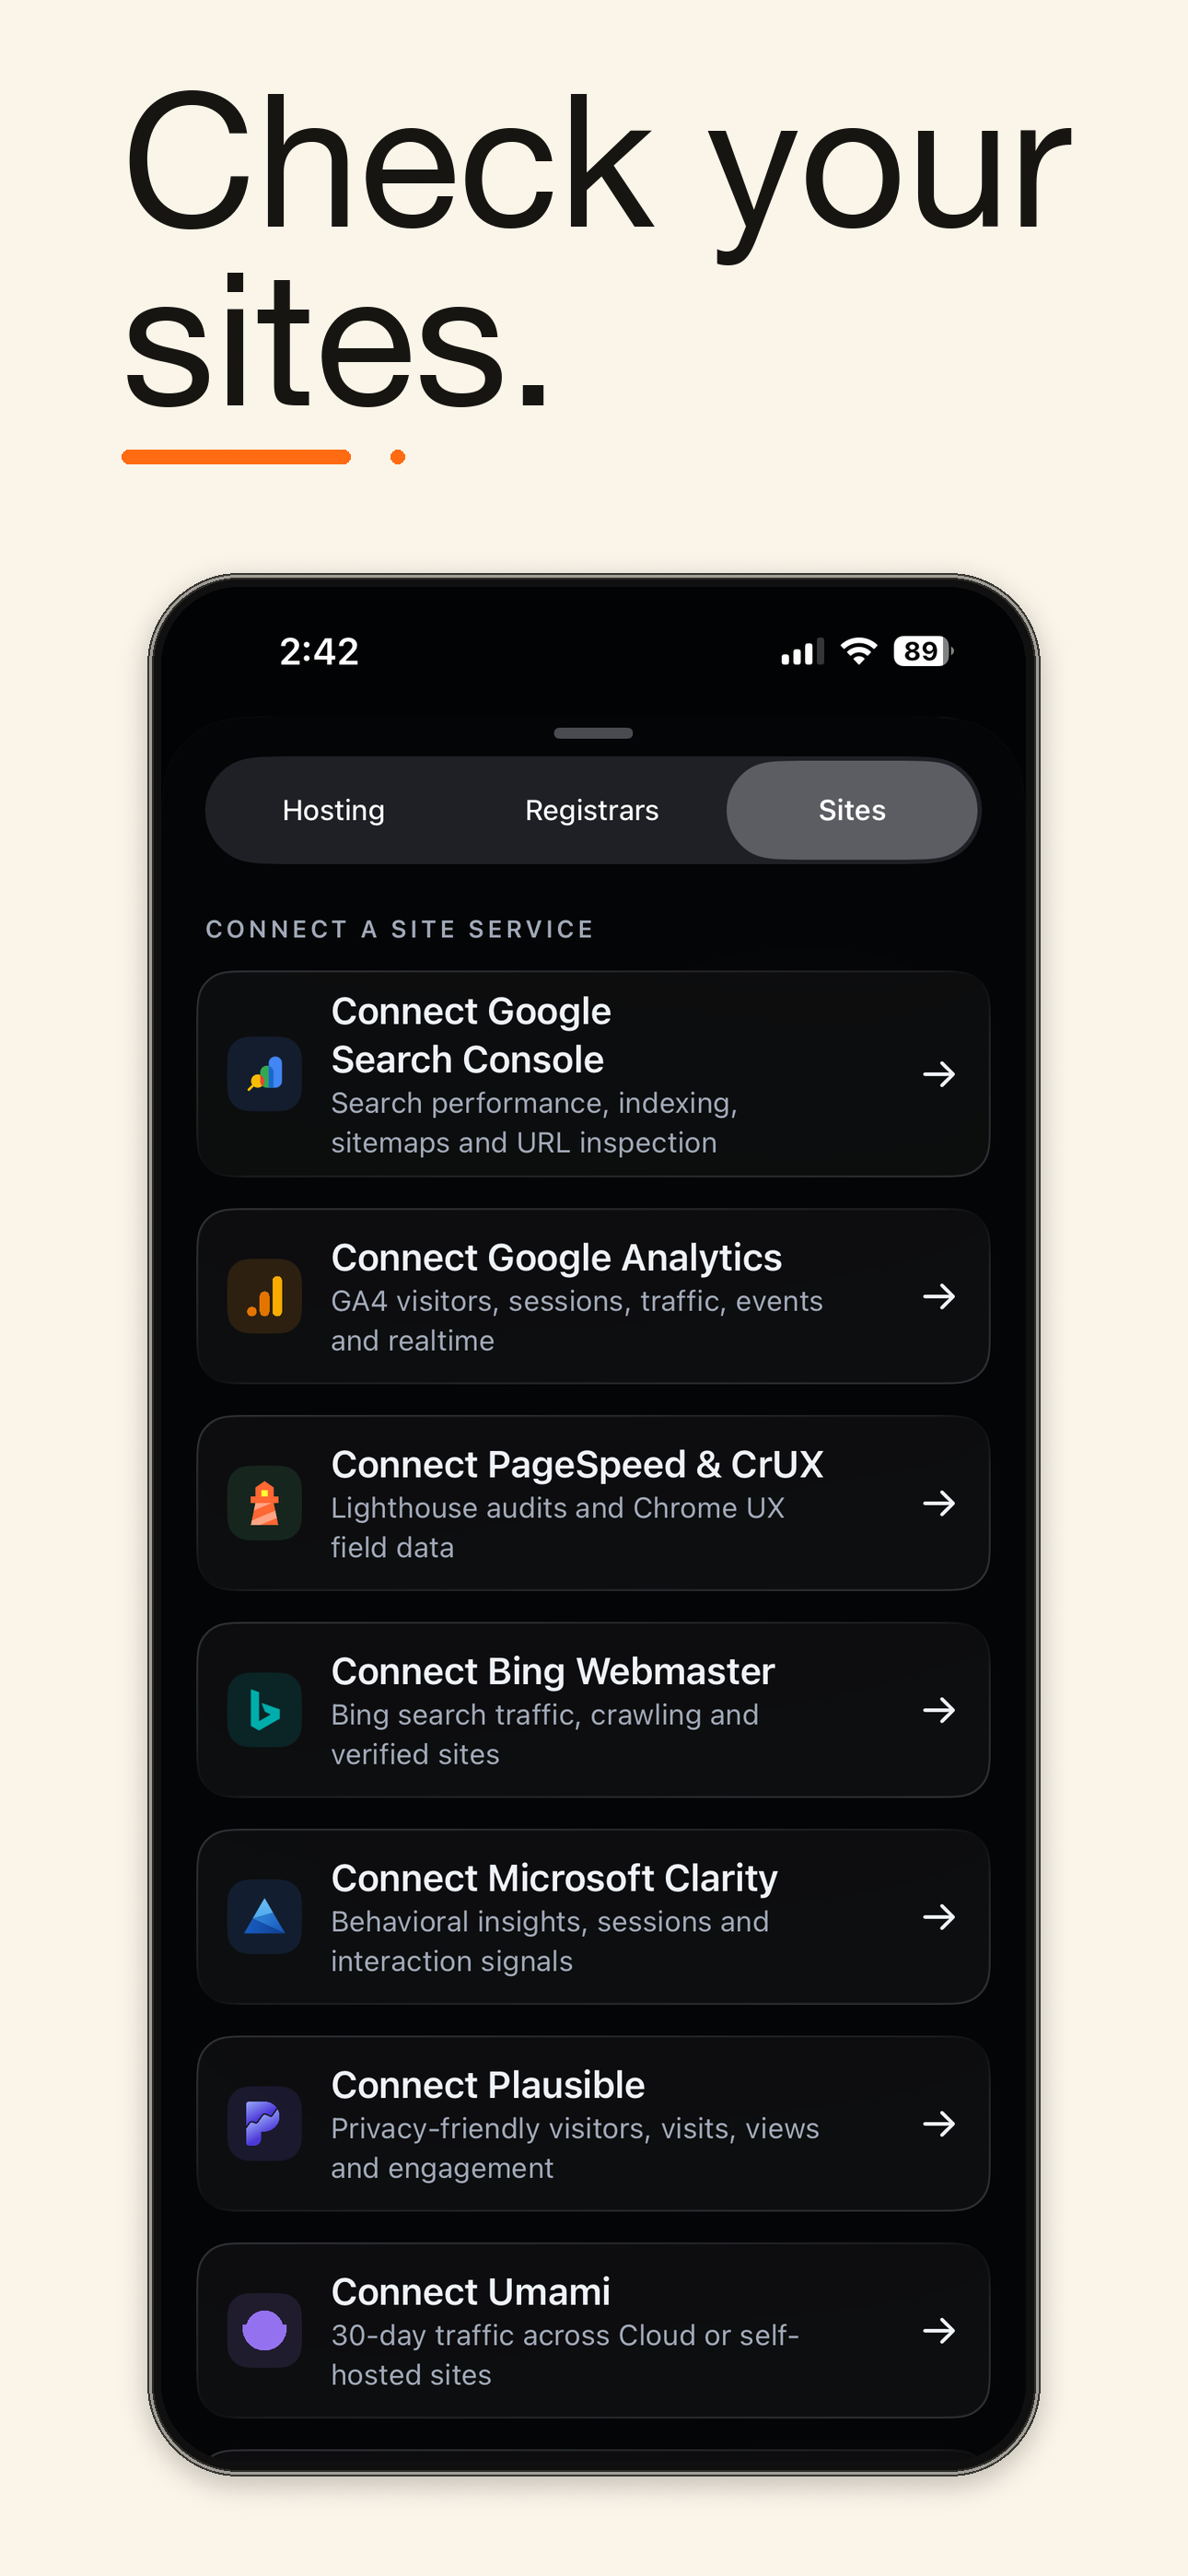 Check your
sites.
2:42
89
Hosting
Registrars
Sites
CONNECT A SITE SERVICE
Connect Google
Search Console
Search performance, indexing,
sitemaps and URL inspection
Connect Google Analytics
GA4 visitors, sessions, traffic, events
and realtime
Connect PageSpeed & CrUX
Lighthouse audits and Chrome UX
field data
Connect Bing Webmaster
Bing search traffic, crawling and
verified sites
Connect Microsoft Clarity
Behavioral insights, sessions and
interaction signals
Connect Plausible
Privacy-friendly visitors, visits, views
and engagement
Connect Umami
30-day traffic across Cloud or self-
hosted sites